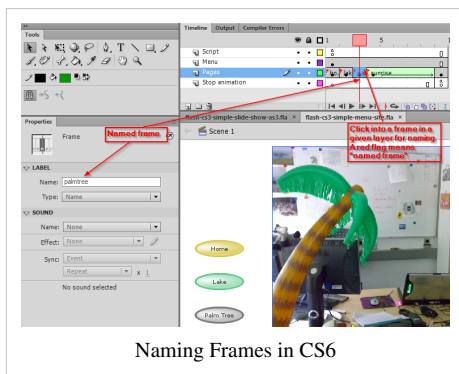 Timeline Output Compiler Errors
Tools
1 5
Script
Menu
Pages
sunrise
Stop animation
flash-cs3-simple-slide-show-as3.fla × flash-cs3-simple-menu-site.fla ×
Scene 1
Properties
Frame
Named frame
Click into a frame in a
given layer for naming.
A red flag means
"named frame"
LABEL
Name: palmtree
Type: Name
SOUND
Name: None
Effect: None
Sync: Event
Repeat x 1
No sound selected
Home
Lake
Palm Tree
Naming Frames in CS6